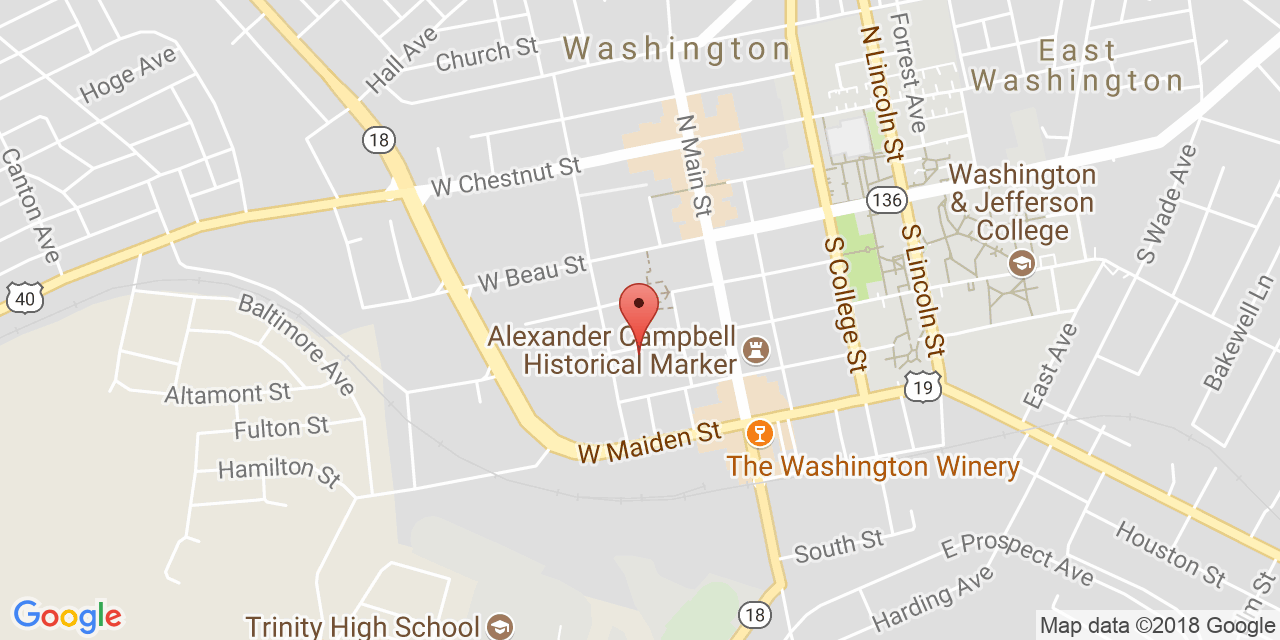 Hoge Ave
Hall Ave
Church St
Washington
N Lincoln St
Forrest Ave
East
Washington
18
Canton Ave
W Chestnut St
N Main St
136
Washington
& Jefferson
College
S Wade Ave
W Beau St
S College St
S Lincoln St
40
Baltimore Ave
Alexander Campbell
Historical Marker
Bakewell Ln
East Ave
19
Altamont St
Fulton St
Hamilton St
W Maiden St
The Washington Winery
South St
E Prospect Ave
Houston St
Harding Ave
lm St
18
Trinity High School
Google
Map data ©2018 Google